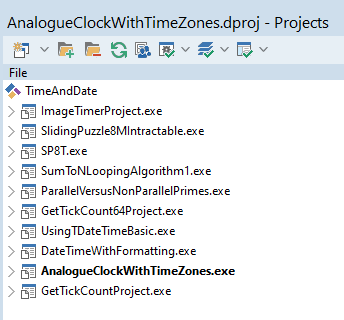 AnalogueClockWithTimeZones.dproj - Projects
File
TimeAndDate
ImageTimerProject.exe
SlidingPuzzle8MIntractable.exe
SP8T.exe
SumToNLoopingAlgorithm1.exe
ParallelVersusNonParallelPrimes.exe
GetTickCount64Project.exe
UsingTDateTimeBasic.exe
DateTimeWithFormatting.exe
AnalogueClockWithTimeZones.exe
GetTickCountProject.exe